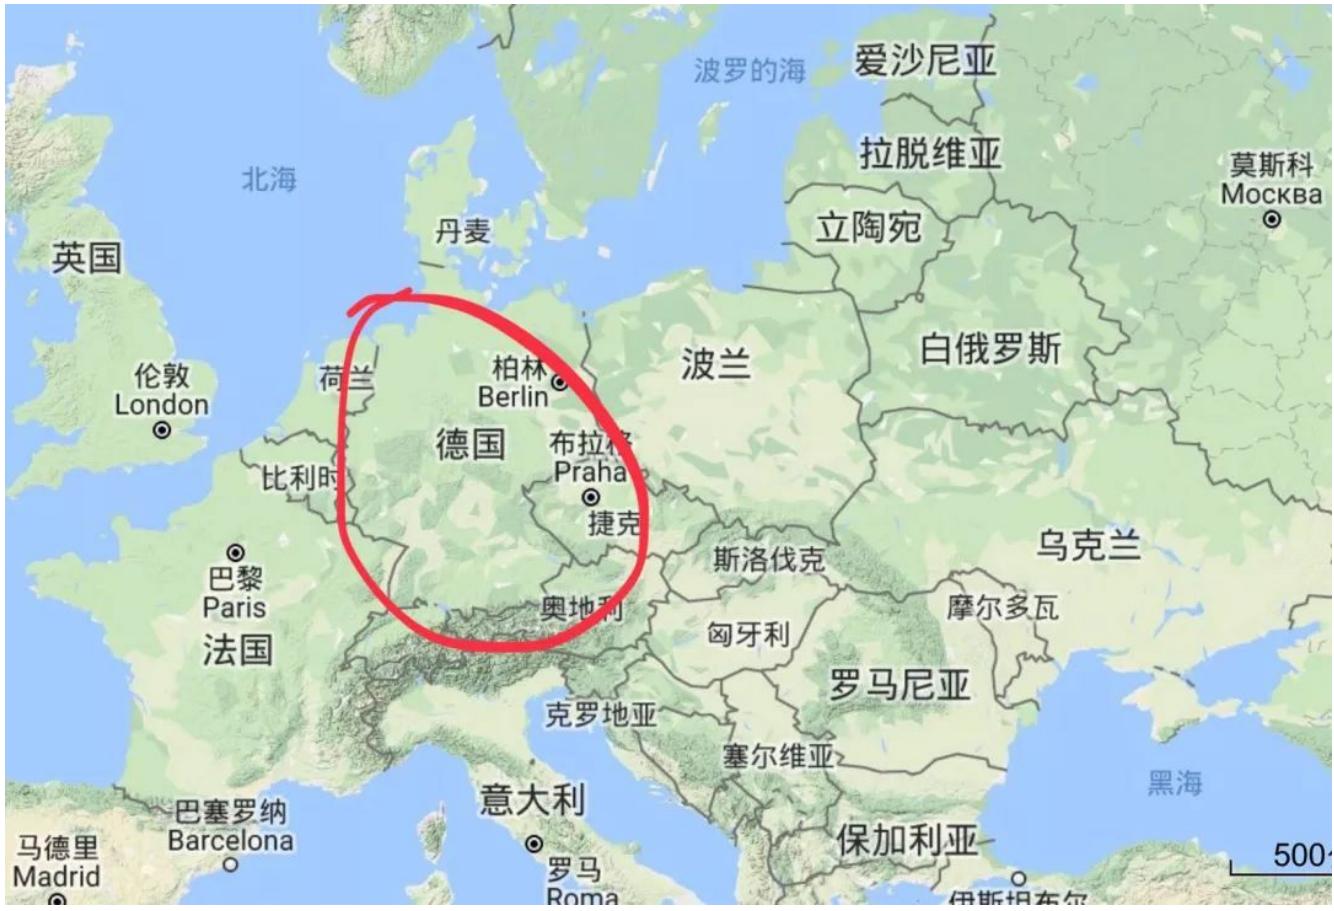 波罗的海
爱沙尼亚
拉脱维亚
莫斯科
Москва
北海
丹麦
立陶宛
英国
白俄罗斯
波兰
柏林
Berlin
荷兰
伦敦
London
德国
布拉格
Praha
比利时
捷克
乌克兰
斯洛伐克
巴黎
Paris
奥地利
摩尔多瓦
匈牙利
法国
罗马尼亚
克罗地亚
塞尔维亚
黑海
意大利
巴塞罗纳
Barcelona
保加利亚
马德里
Madrid
500
罗马
Roma
伊斯坦布尔